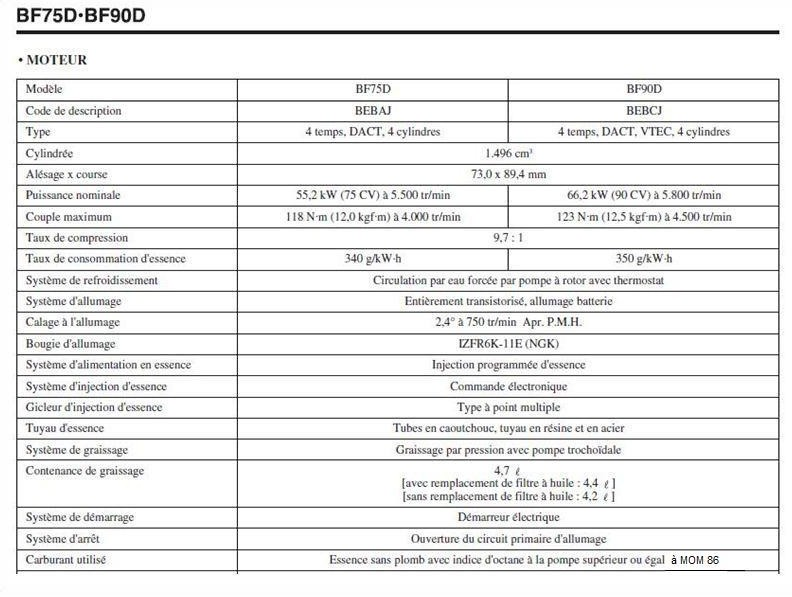 BF75D•BF90D
• MOTEUR
Modèle BF75D BF90D
Code de description BEBAJ BEBCJ
Type 4 temps, DACT, 4 cylindres 4 temps, DACT, VTEC, 4 cylindres
Cylindrée 1.496 cm³
Alésage x course 73,0 x 89,4 mm
Puissance nominale 55,2 kW (75 CV) à 5.500 tr/min 66,2 kW (90 CV) à 5.800 tr/min
Couple maximum 118 N·m (12,0 kgf·m) à 4.000 tr/min 123 N·m (12,5 kgf·m) à 4.500 tr/min
Taux de compression 9,7 : 1
Taux de consommation d'essence 340 g/kW·h 350 g/kW·h
Système de refroidissement Circulation par eau forcée par pompe à rotor avec thermostat
Système d'allumage Entièrement transistorisé, allumage batterie
Calage à l'allumage 2,4° à 750 tr/min Apr. P.M.H.
Bougie d'allumage IZFR6K-11E (NGK)
Système d'alimentation en essence Injection programmée d'essence
Système d'injection d'essence Commande électronique
Gicleur d'injection d'essence Type à point multiple
Tuyau d'essence Tubes en caoutchouc, tuyau en résine et en acier
Système de graissage Graissage par pression avec pompe trochoïdale
Contenance de graissage 4,7 ℓ
[avec remplacement de filtre à huile : 4,4 ℓ ]
[sans remplacement de filtre à huile : 4,2 ℓ ]
Système de démarrage Démarreur électrique
Système d'arrêt Ouverture du circuit primaire d'allumage
Carburant utilisé Essence sans plomb avec indice d'octane à la pompe supérieur ou égal à MOM 86